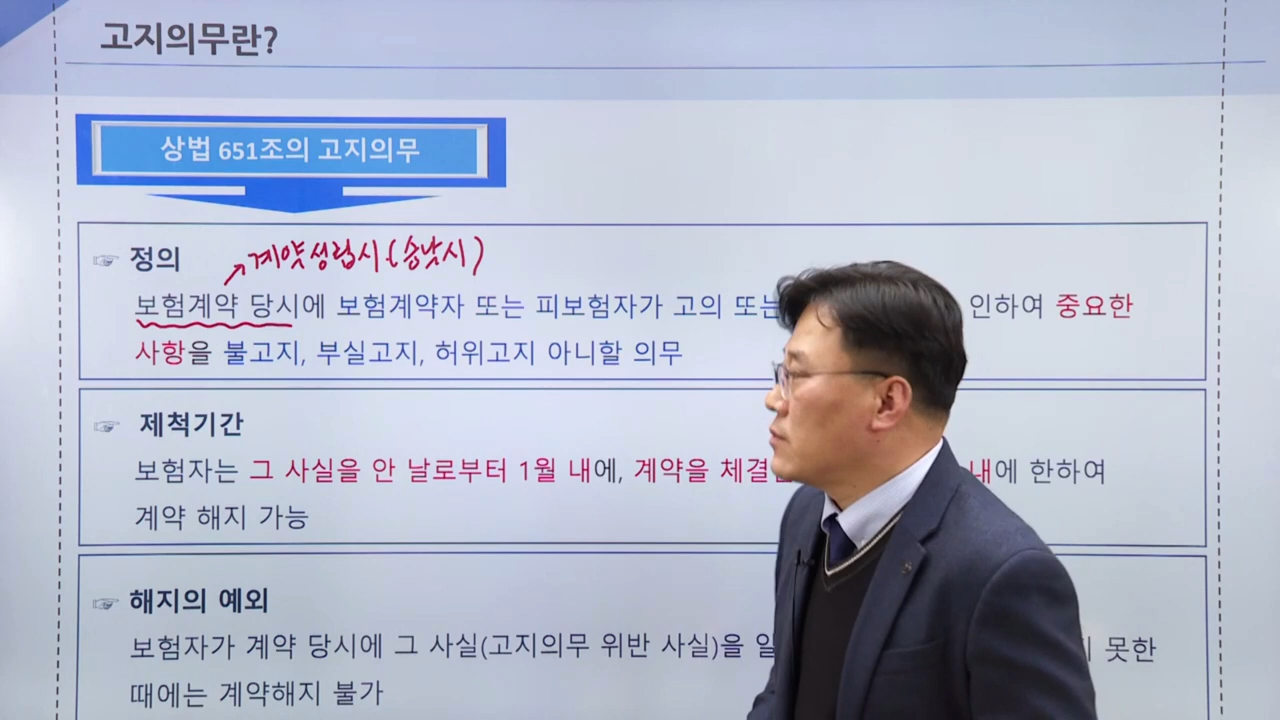 고지의무란?
상법 651조의 고지의무
☞ 정의
계약성립시(승낙시)
보험계약 당시에 보험계약자 또는 피보험자가 고의 또는 인하여 중요한
사항을 불고지, 부실고지, 허위고지 아니할 의무
☞ 제척기간
보험자는 그 사실을 안 날로부터 1월 내에, 계약을 체결 내에 한하여
계약 해지 가능
☞ 해지의 예외
보험자가 계약 당시에 그 사실(고지의무 위반 사실)을 못한
때에는 계약해지 불가